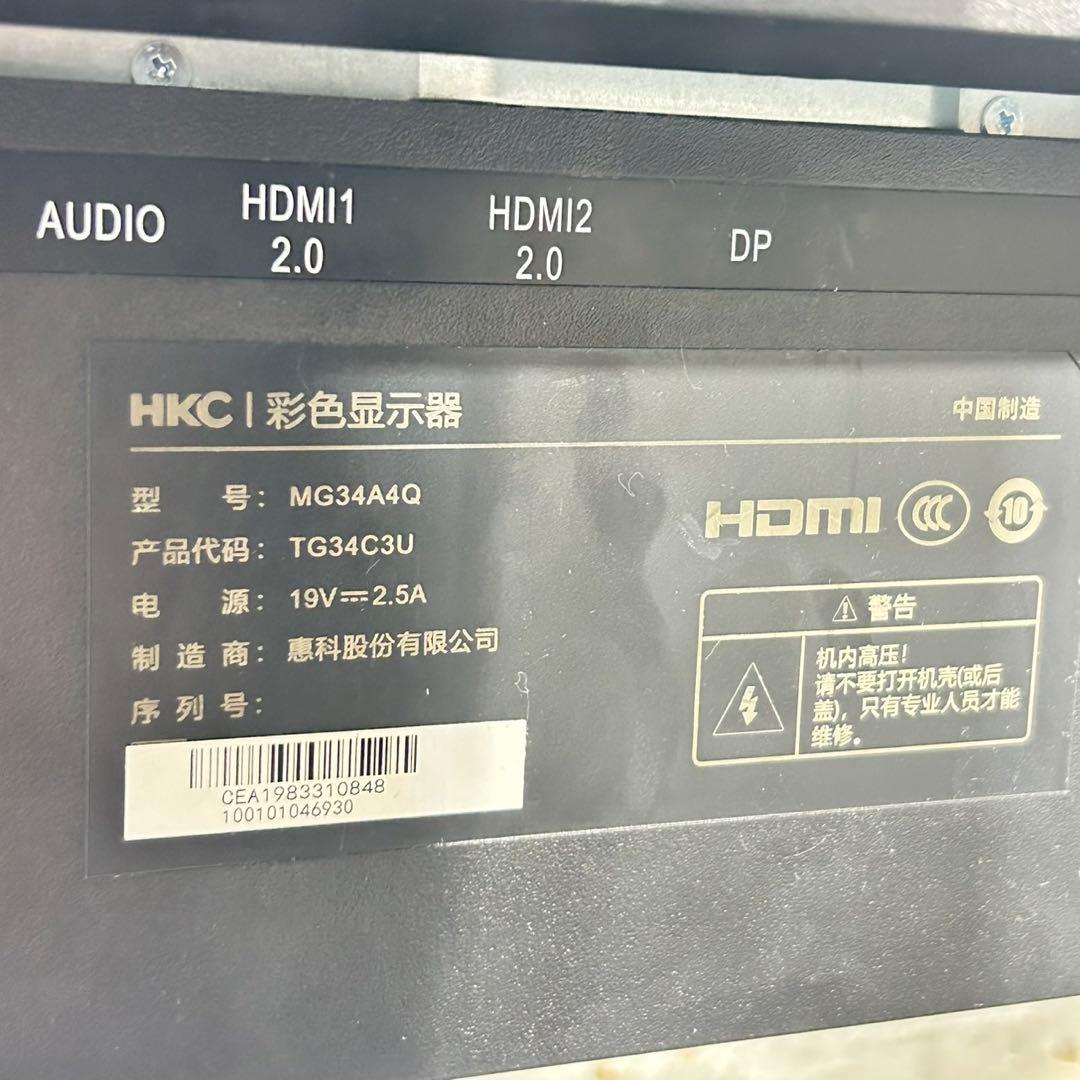 AUDIO
HDMI1
2.0
HDMI2
2.0
DP
HKC | 彩色显示器
中国制造
型 号： MG34A4Q
产品代码： TG34C3U
电 源： 19V⎓2.5A
制 造 商： 惠科股份有限公司
序 列 号：
CEA1983310848
100101046930
HDMI
CCC
10
⚠ 警告
机内高压！
请不要打开机壳(或后
盖)，只有专业人员才能
维修。